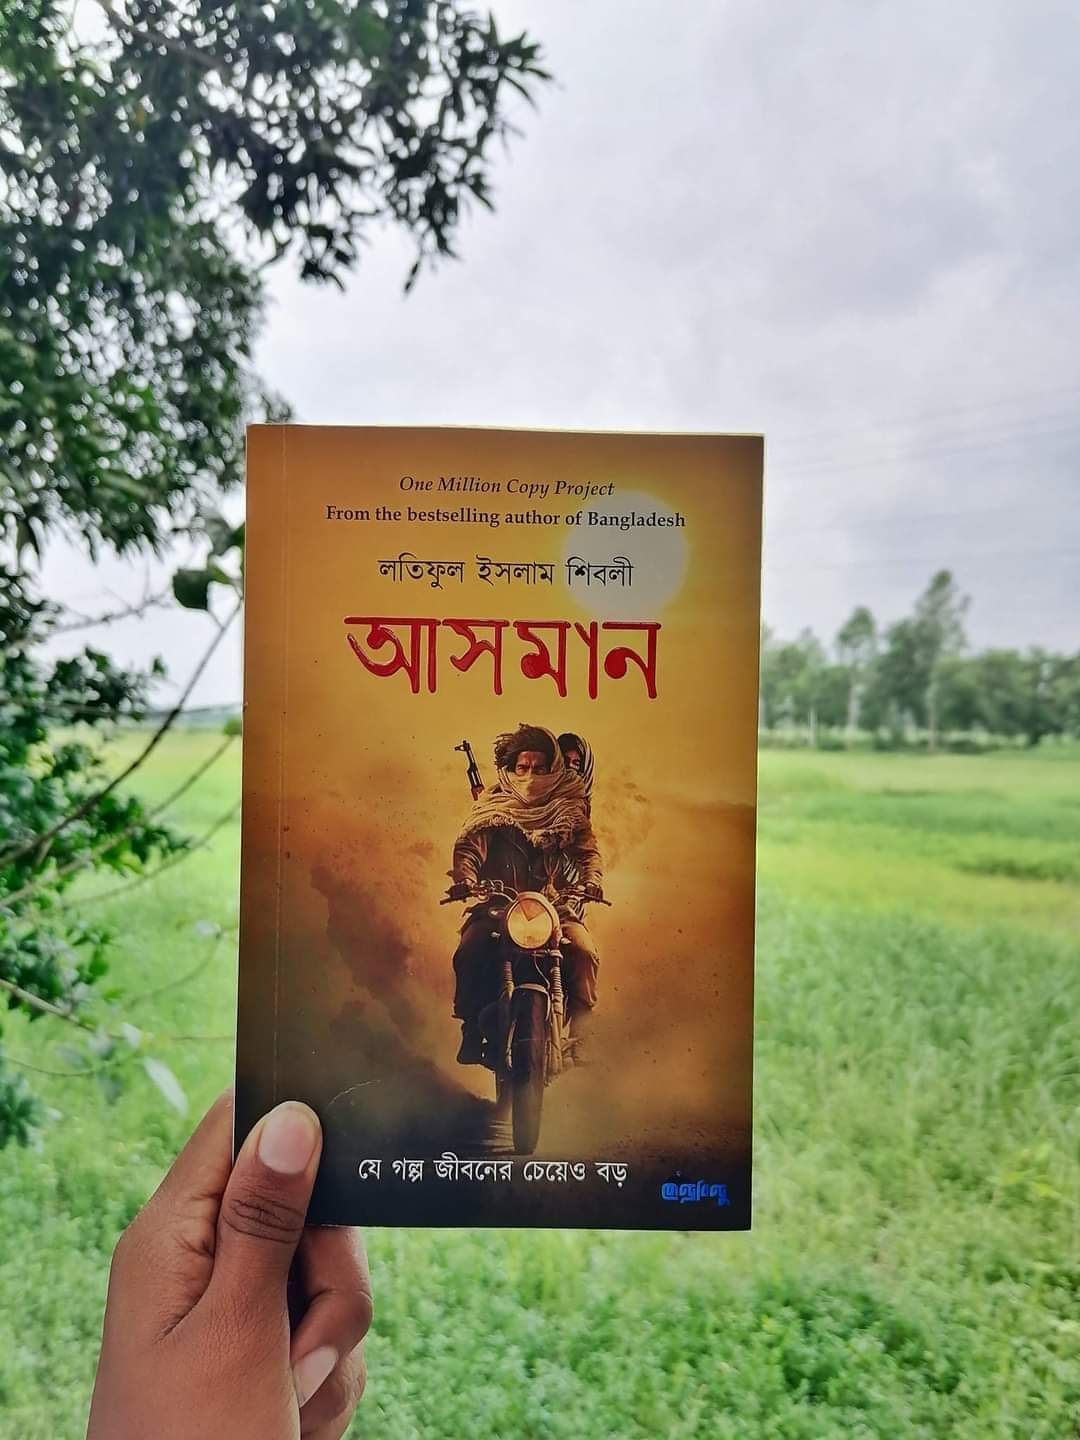 One Million Copy Project
From the bestselling author of Bangladesh
লতিফুল ইসলাম শিবলী
আসমান
যে গল্প জীবনের চেয়েও বড়